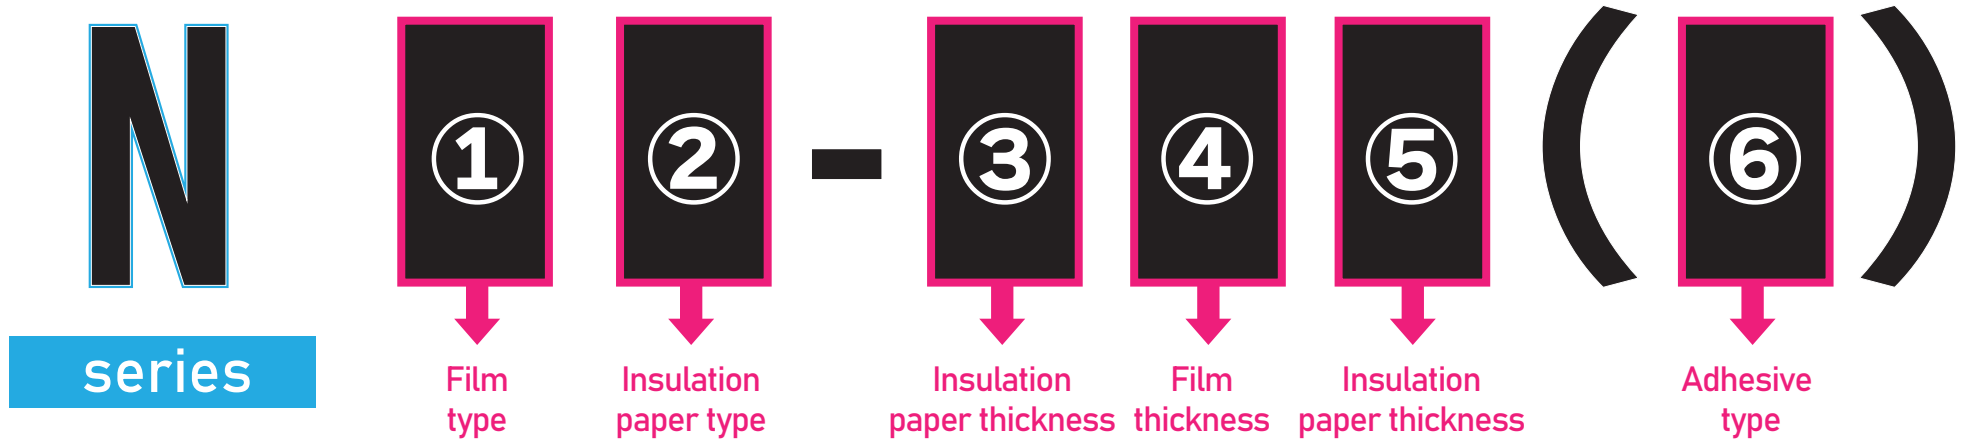 N ① ② - ③ ④ ⑤ ( ⑥ )
series
Film type
Insulation paper type
Insulation paper thickness
Film thickness
Insulation paper thickness
Adhesive type